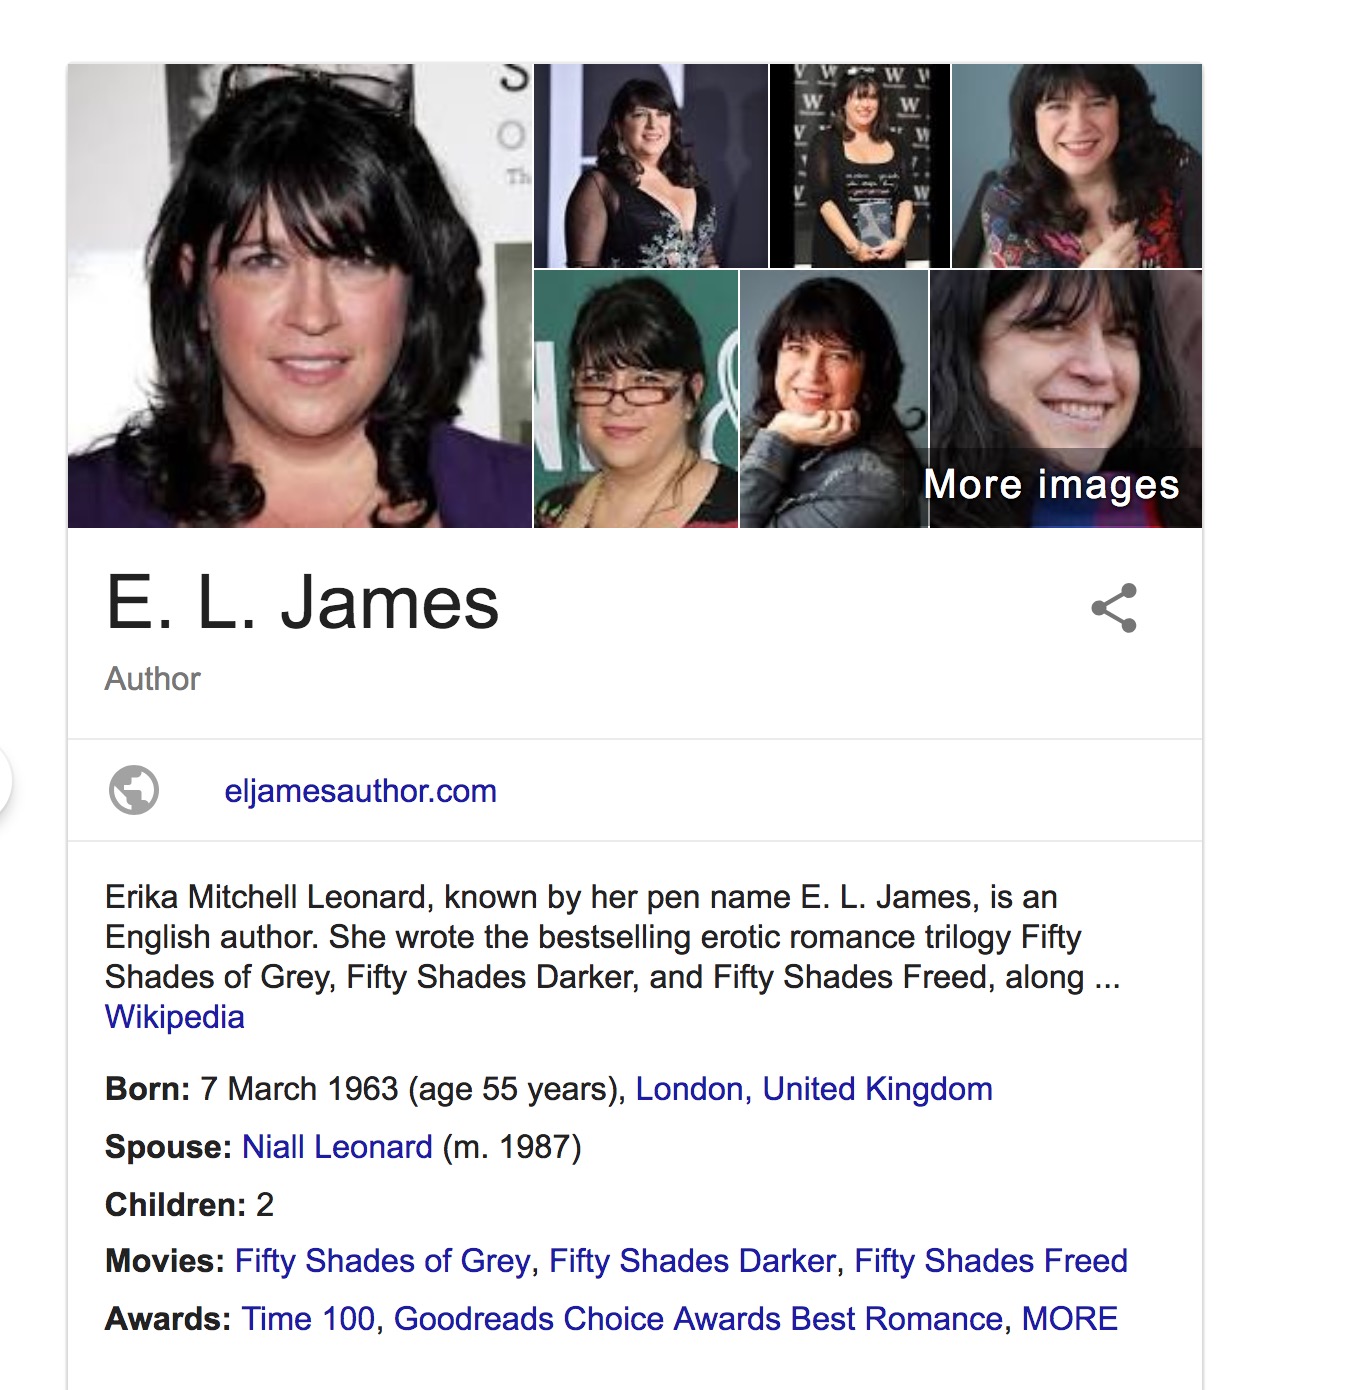 S
O
Th
W W W
W W
N &
More images
E. L. James
Author
eljamesauthor.com
Erika Mitchell Leonard, known by her pen name E. L. James, is an
English author. She wrote the bestselling erotic romance trilogy Fifty
Shades of Grey, Fifty Shades Darker, and Fifty Shades Freed, along ...
Wikipedia
Born: 7 March 1963 (age 55 years), London, United Kingdom
Spouse: Niall Leonard (m. 1987)
Children: 2
Movies: Fifty Shades of Grey, Fifty Shades Darker, Fifty Shades Freed
Awards: Time 100, Goodreads Choice Awards Best Romance, MORE